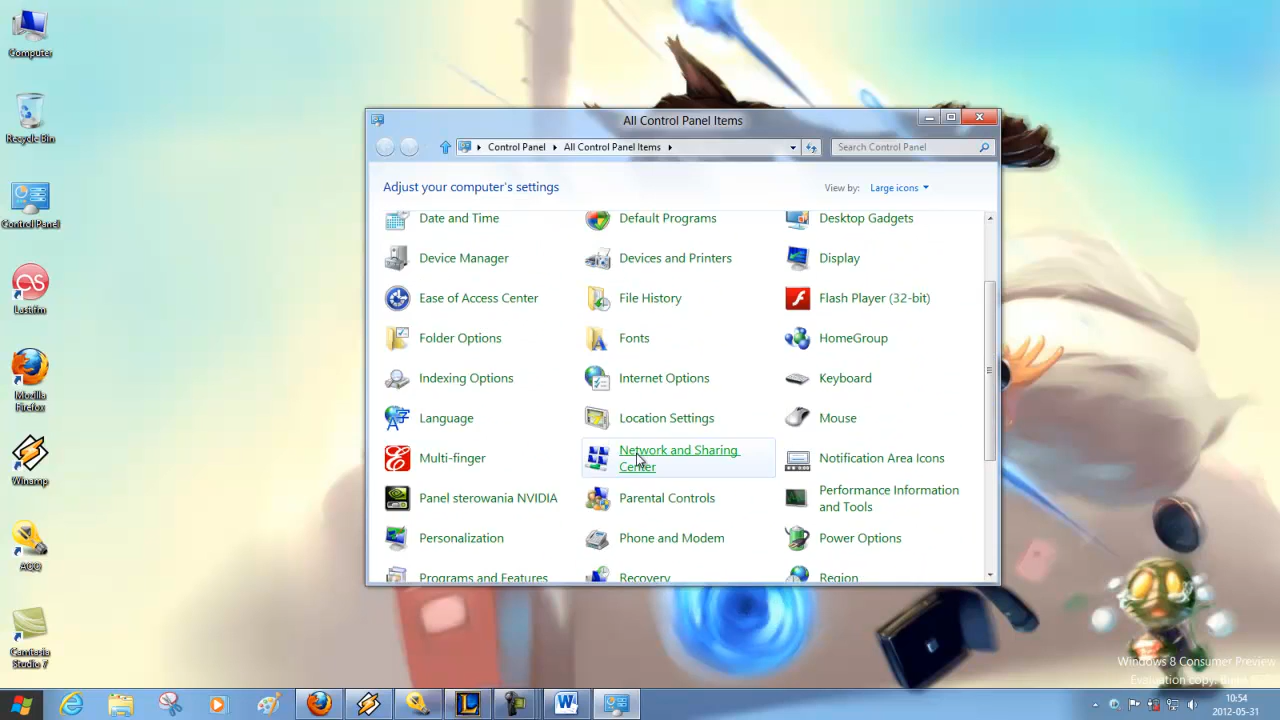 Computer
Recycle Bin
Control Panel
Last.fm
Mozilla
Firefox
Winamp
AQQ
Camtasia
Studio 7
All Control Panel Items
Control Panel
All Control Panel Items
Search Control Panel
Adjust your computer's settings
View by: Large icons
Date and Time
Default Programs
Desktop Gadgets
Device Manager
Devices and Printers
Display
Ease of Access Center
File History
Flash Player (32-bit)
Folder Options
Fonts
HomeGroup
Indexing Options
Internet Options
Keyboard
Language
Location Settings
Mouse
Multi-finger
Network and Sharing
Center
Notification Area Icons
Panel sterowania NVIDIA
Parental Controls
Performance Information
and Tools
Personalization
Phone and Modem
Power Options
Programs and Features
Recovery
Region
Windows 8 Consumer Preview
Evaluation copy.
10:54
2012-05-31